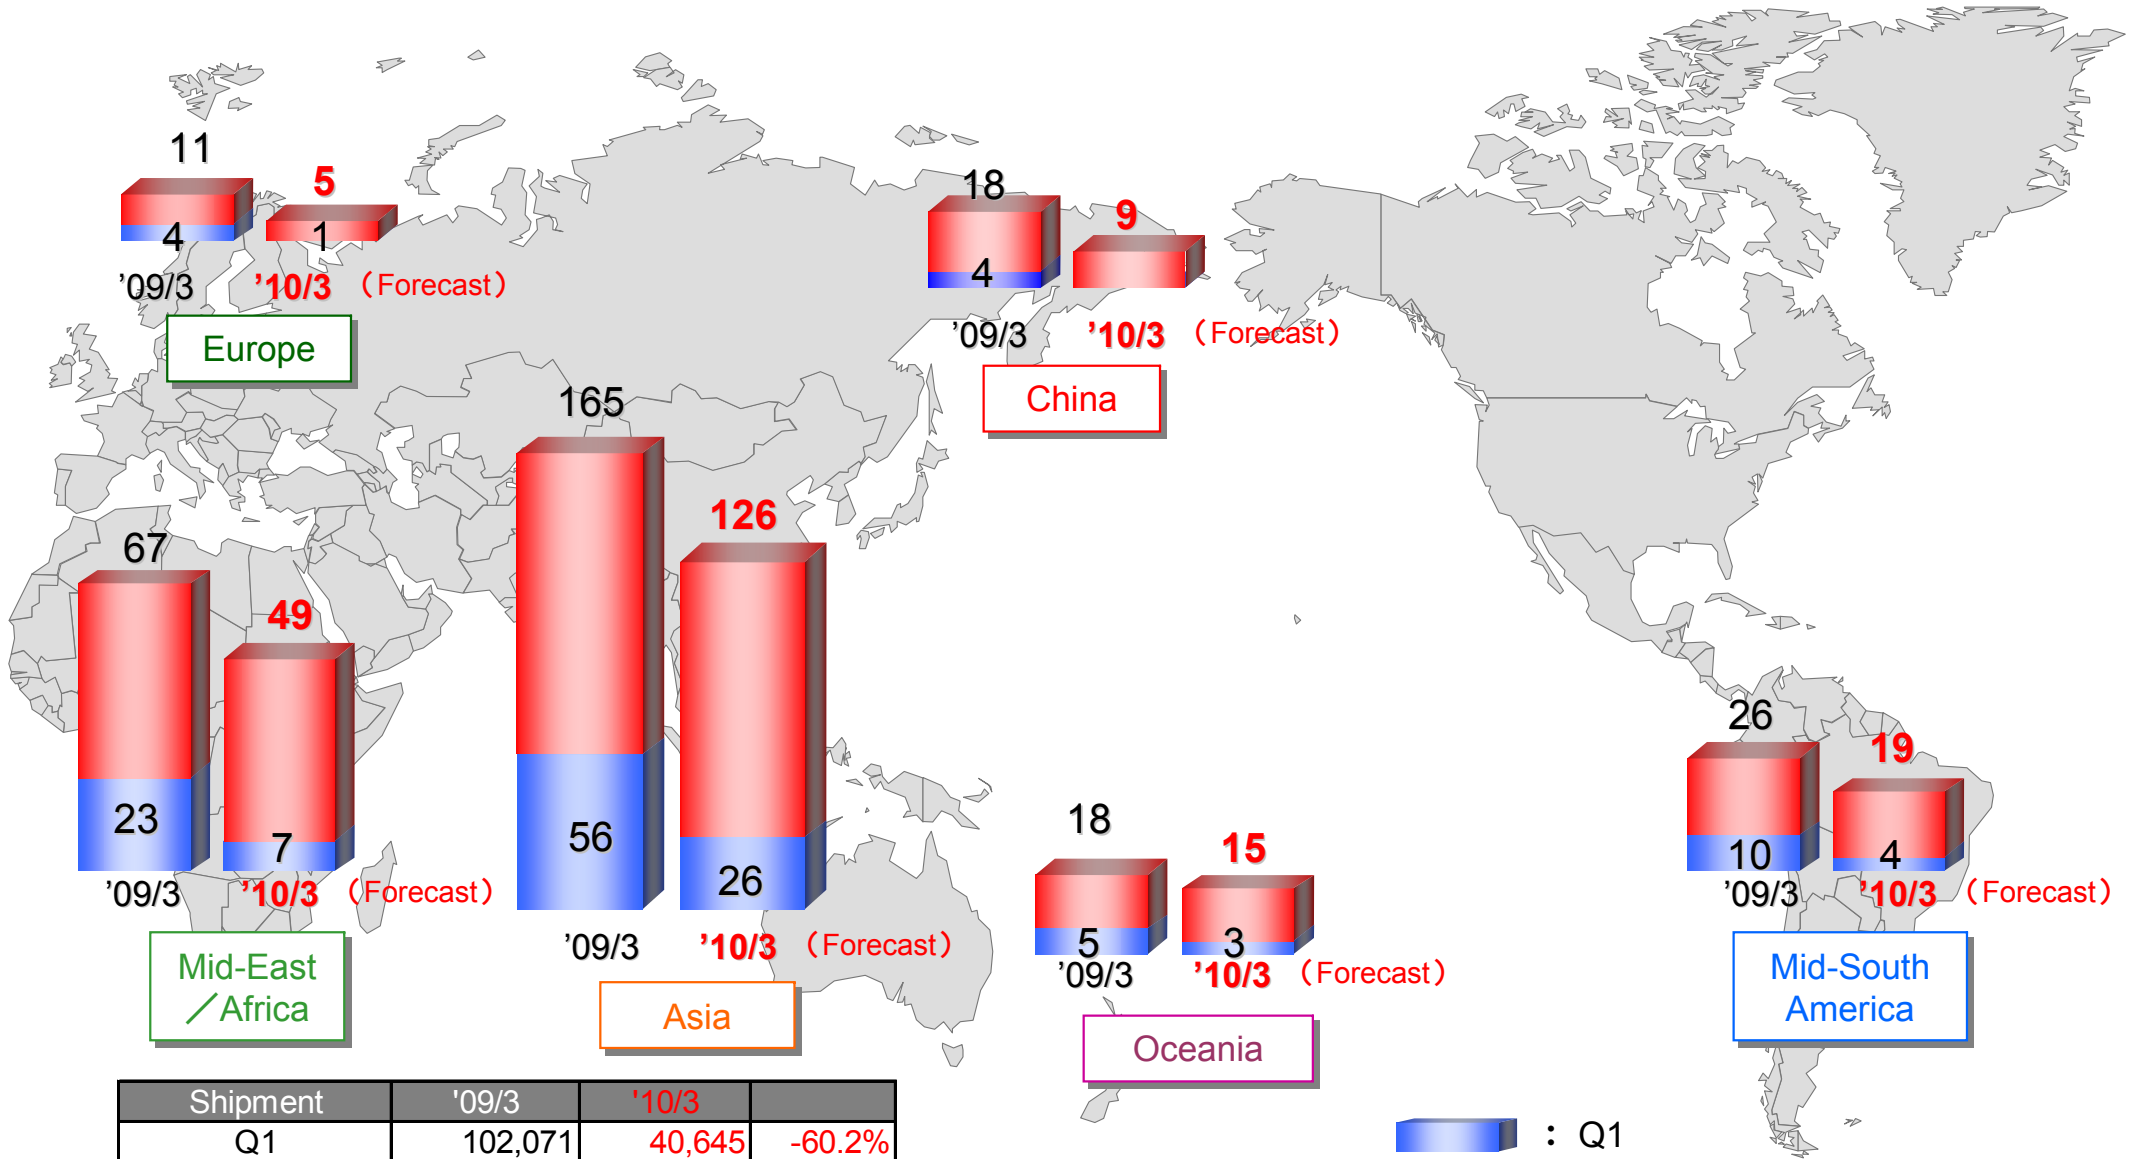 11
5
4
1
’09/3
’10/3 （Forecast）
Europe
18
9
4
’09/3
’10/3 （Forecast）
China
67
49
23
7
’09/3
’10/3 （Forecast）
Mid-East
／Africa
165
126
56
26
’09/3
’10/3 （Forecast）
Asia
18
15
5
3
’09/3
’10/3 （Forecast）
Oceania
26
19
10
4
’09/3
’10/3 （Forecast）
Mid-South
America
Shipment '09/3 '10/3
Q1 102,071 40,645 -60.2%
： Q1